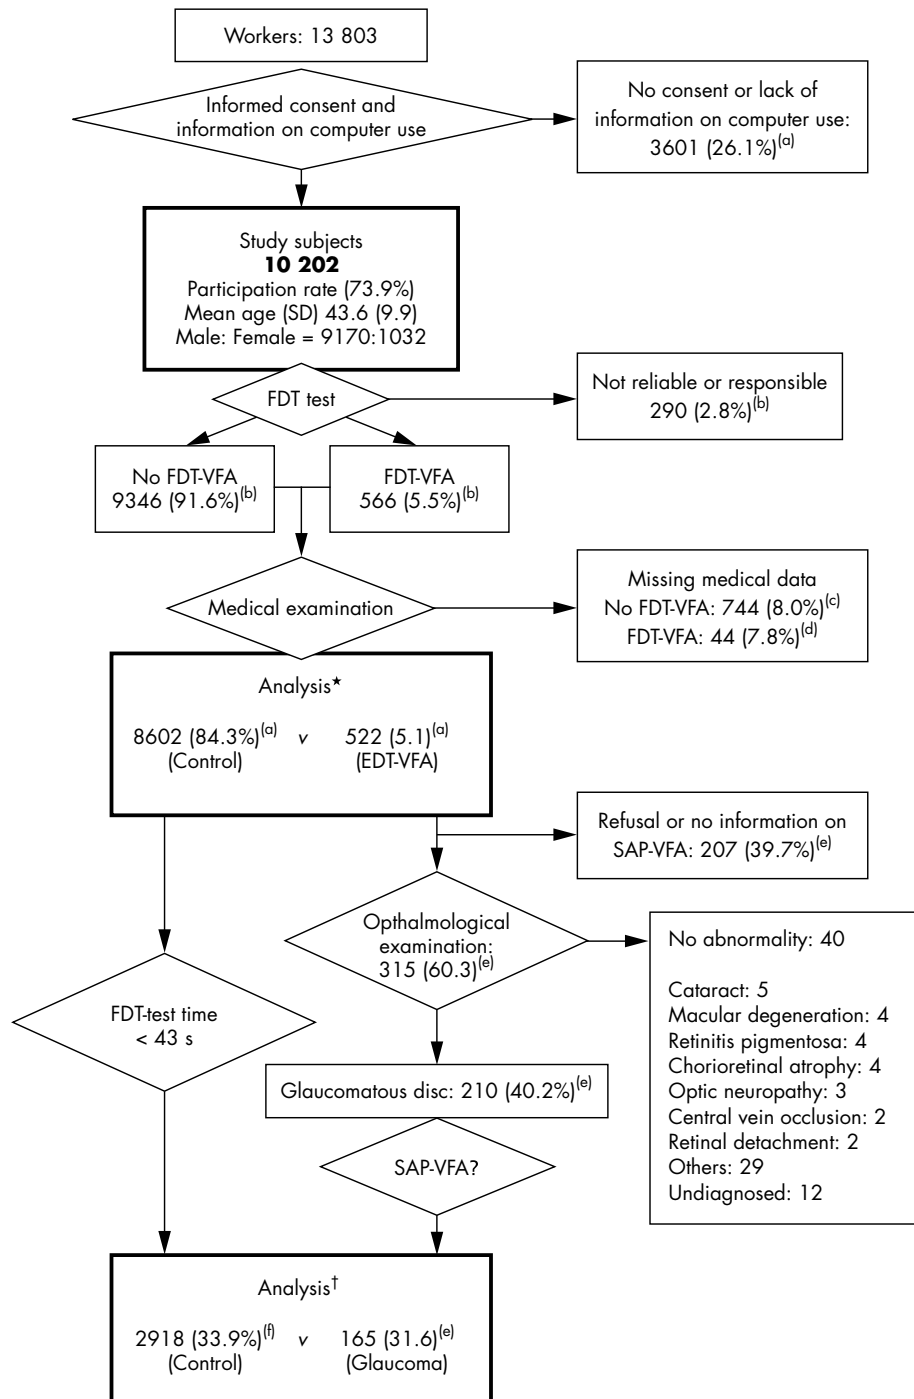 Workers: 13 803
Informed consent and
information on computer use
No consent or lack of
information on computer use:
3601 (26.1%)(a)
Study subjects
10 202
Participation rate (73.9%)
Mean age (SD) 43.6 (9.9)
Male: Female = 9170:1032
FDT test
Not reliable or responsible
290 (2.8%)(b)
No FDT-VFA
9346 (91.6%)(b)
FDT-VFA
566 (5.5%)(b)
Medical examination
Missing medical data
No FDT-VFA: 744 (8.0%)(c)
FDT-VFA: 44 (7.8%)(d)
Analysis★
8602 (84.3%)(a) v 522 (5.1)(a)
(Control) (EDT-VFA)
Refusal or no information on
SAP-VFA: 207 (39.7%)(e)
Opthalmological
examination:
315 (60.3)(e)
No abnormality: 40
Cataract: 5
Macular degeneration: 4
Retinitis pigmentosa: 4
Chorioretinal atrophy: 4
Optic neuropathy: 3
Central vein occlusion: 2
Retinal detachment: 2
Others: 29
Undiagnosed: 12
FDT-test time
< 43 s
Glaucomatous disc: 210 (40.2%)(e)
SAP-VFA?
Analysis†
2918 (33.9%)(f) v 165 (31.6)(e)
(Control) (Glaucoma)